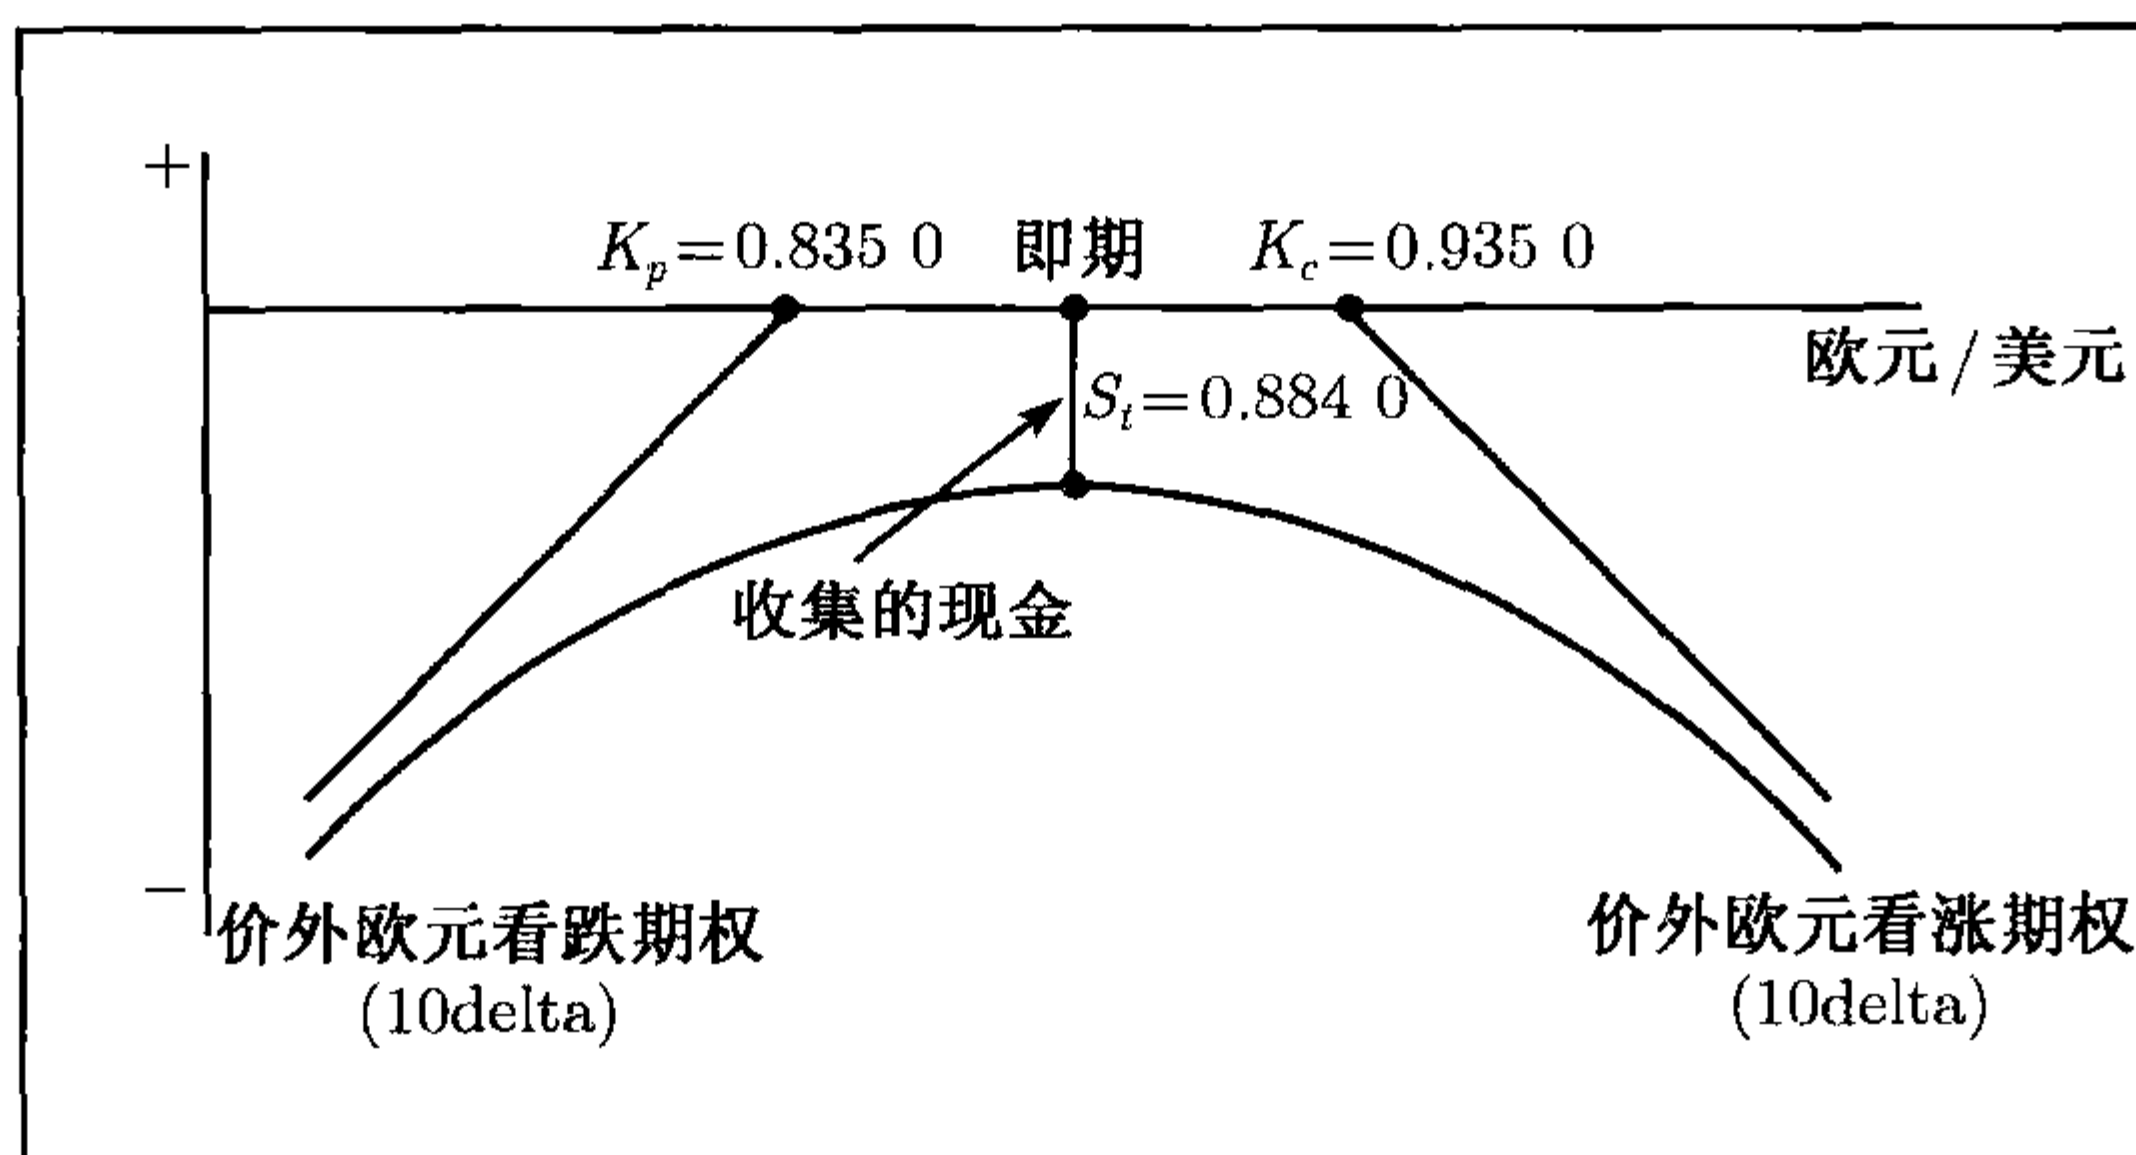 +
K_p=0.835 0 即期 K_c=0.935 0
欧元/美元
S_t=0.884 0
收集的现金
−
价外欧元看跌期权
(10delta)
价外欧元看涨期权
(10delta)